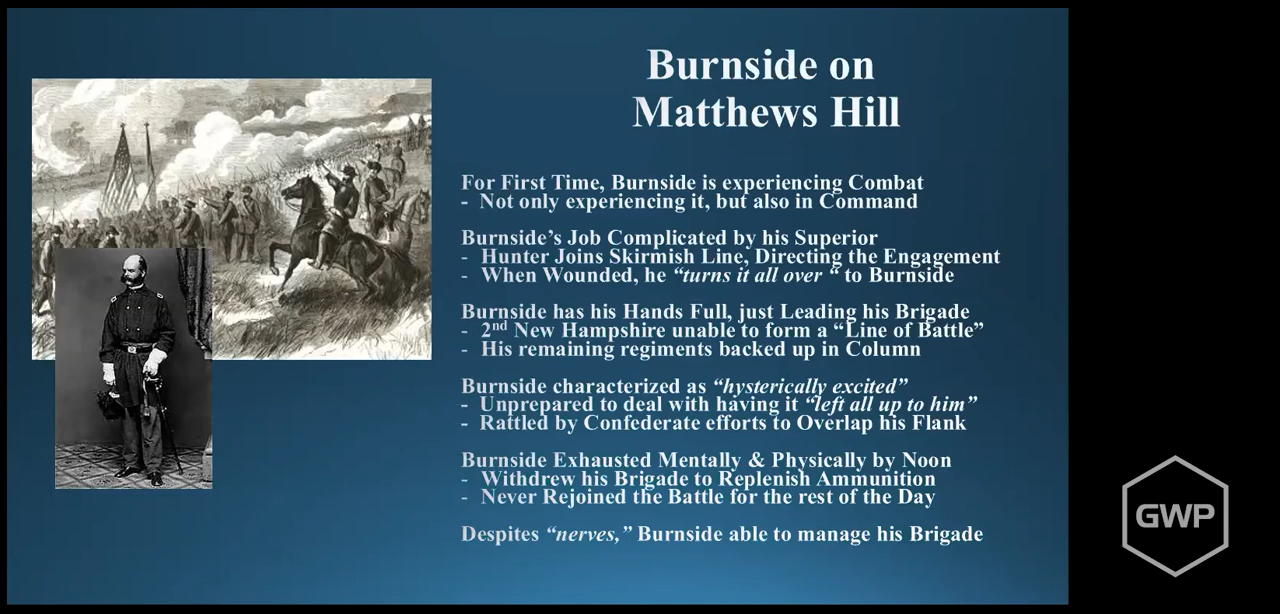 Burnside on
Matthews Hill
For First Time, Burnside is experiencing Combat
- Not only experiencing it, but also in Command
Burnside's Job Complicated by his Superior
- Hunter Joins Skirmish Line, Directing the Engagement
- When Wounded, he “turns it all over “ to Burnside
Burnside has his Hands Full, just Leading his Brigade
- 2nd New Hampshire unable to form a “Line of Battle”
- His remaining regiments backed up in Column
Burnside characterized as “hysterically excited”
- Unprepared to deal with having it “left all up to him”
- Rattled by Confederate efforts to Overlap his Flank
Burnside Exhausted Mentally & Physically by Noon
- Withdrew his Brigade to Replenish Ammunition
- Never Rejoined the Battle for the rest of the Day
Despites “nerves,” Burnside able to manage his Brigade
GWP